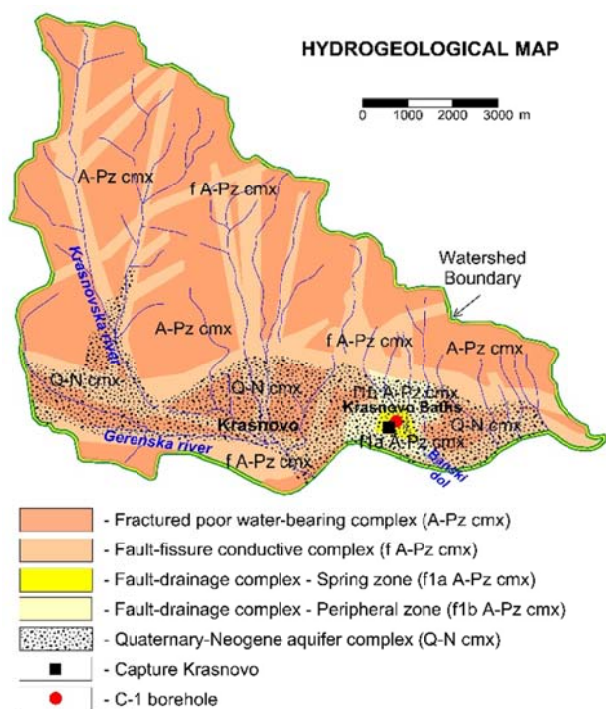 HYDROGEOLOGICAL MAP
0 1000 2000 3000 m
A-Pz cmx
f A-Pz cmx
Krasnovska river
Watershed
Boundary
A-Pz cmx
f A-Pz cmx
A-Pz cmx
Q-N cmx
Q-N cmx
f1b A-Pz cmx
Krasnovo Baths
Q-N cmx
Krasnovo
f1a A-Pz cmx
Gerenska river
f A-Pz cmx
Banski
dol
- Fractured poor water-bearing complex (A-Pz cmx)
- Fault-fissure conductive complex (f A-Pz cmx)
- Fault-drainage complex - Spring zone (f1a A-Pz cmx)
- Fault-drainage complex - Peripheral zone (f1b A-Pz cmx)
- Quaternary-Neogene aquifer complex (Q-N cmx)
- Capture Krasnovo
- C-1 borehole